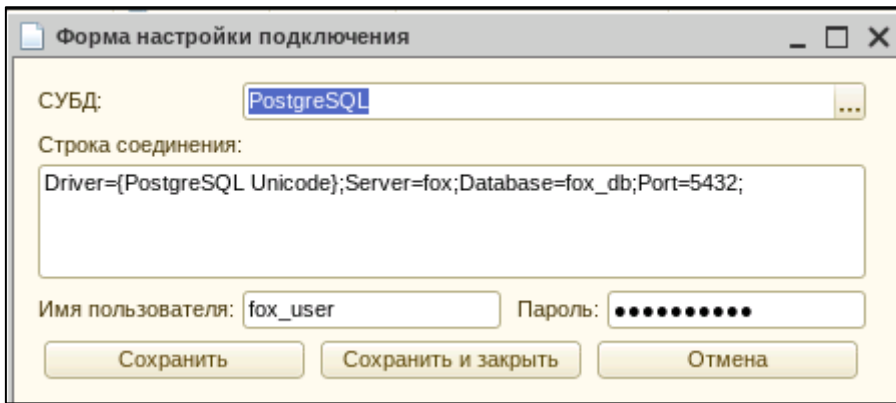 Форма настройки подключения
СУБД: PostgreSQL ...
Строка соединения:
Driver={PostgreSQL Unicode};Server=fox;Database=fox_db;Port=5432;
Имя пользователя: fox_user Пароль: ●●●●●●●●●●
Сохранить Сохранить и закрыть Отмена